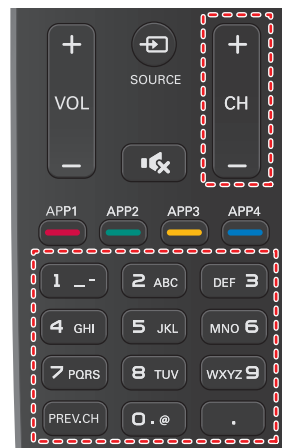 + +
SOURCE
VOL CH
− −
APP1 APP2 APP3 APP4
1 _- 2 ABC DEF 3
4 GHI 5 JKL MNO 6
7 PQRS 8 TUV WXYZ 9
PREV.CH 0.@ .